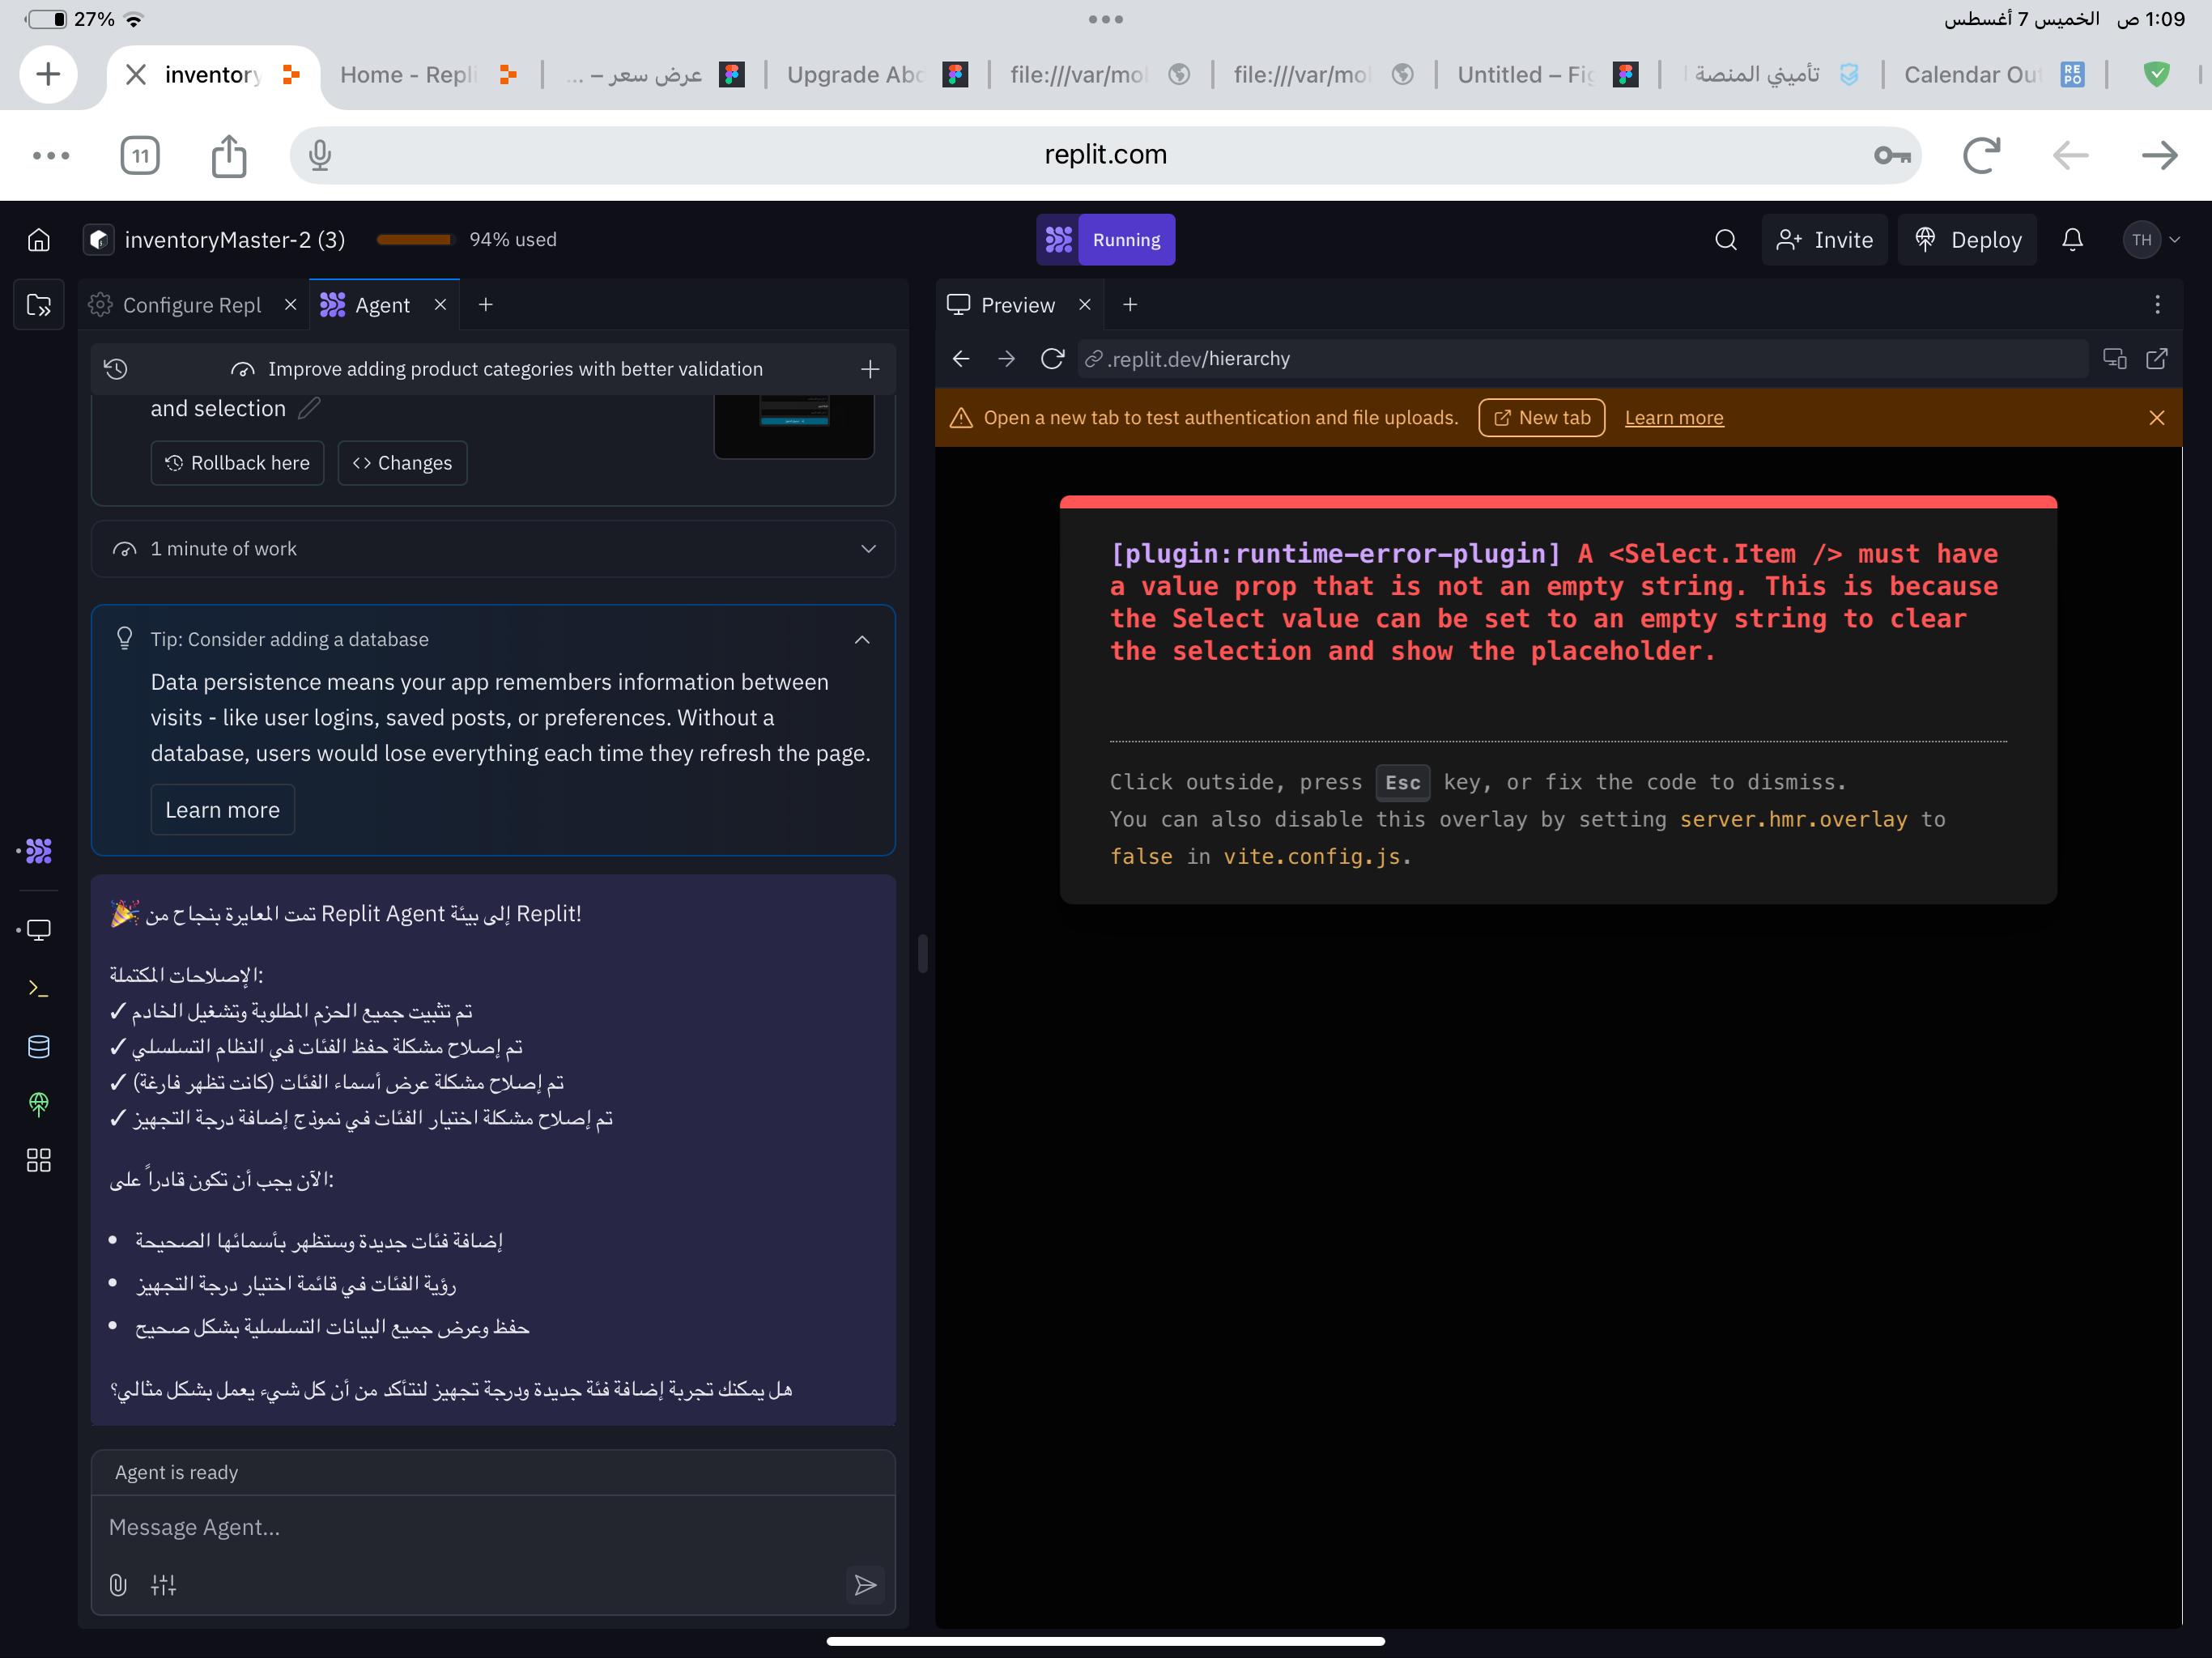 27%
1:09 ص الخميس 7 أغسطس
inventory
Home - Repli
عرض سعر – ...
Upgrade Abo
file:///var/mo
file:///var/mo
Untitled – Fig
تأميني المنصة
Calendar Ou
RE PO
11
replit.com
inventoryMaster-2 (3)
94% used
Running
Invite
Deploy
TH
Configure Repl
Agent
Improve adding product categories with better validation
and selection
Rollback here
Changes
1 minute of work
Tip: Consider adding a database
Data persistence means your app remembers information between
visits - like user logins, saved posts, or preferences. Without a
database, users would lose everything each time they refresh the page.
Learn more
🎉 تمت المعايرة بنجاح من Replit Agent إلى بيئة Replit!
الإصلاحات المكتملة:
✓ تم تثبيت جميع الحزم المطلوبة وتشغيل الخادم
✓ تم إصلاح مشكلة حفظ الفئات في النظام التسلسلي
✓ تم إصلاح مشكلة عرض أسماء الفئات (كانت تظهر فارغة)
✓ تم إصلاح مشكلة اختيار الفئات في نموذج إضافة درجة التجهيز
الآن يجب أن تكون قادراً على:
• إضافة فئات جديدة وستظهر بأسمائها الصحيحة
• رؤية الفئات في قائمة اختيار درجة التجهيز
• حفظ وعرض جميع البيانات التسلسلية بشكل صحيح
هل يمكنك تجربة إضافة فئة جديدة ودرجة تجهيز لنتأكد من أن كل شيء يعمل بشكل مثالي؟
Agent is ready
Message Agent...
Preview
.replit.dev/hierarchy
Open a new tab to test authentication and file uploads.
New tab
Learn more
[plugin:runtime-error-plugin] A <Select.Item /> must have
a value prop that is not an empty string. This is because
the Select value can be set to an empty string to clear
the selection and show the placeholder.
Click outside, press Esc key, or fix the code to dismiss.
You can also disable this overlay by setting server.hmr.overlay to
false in vite.config.js.